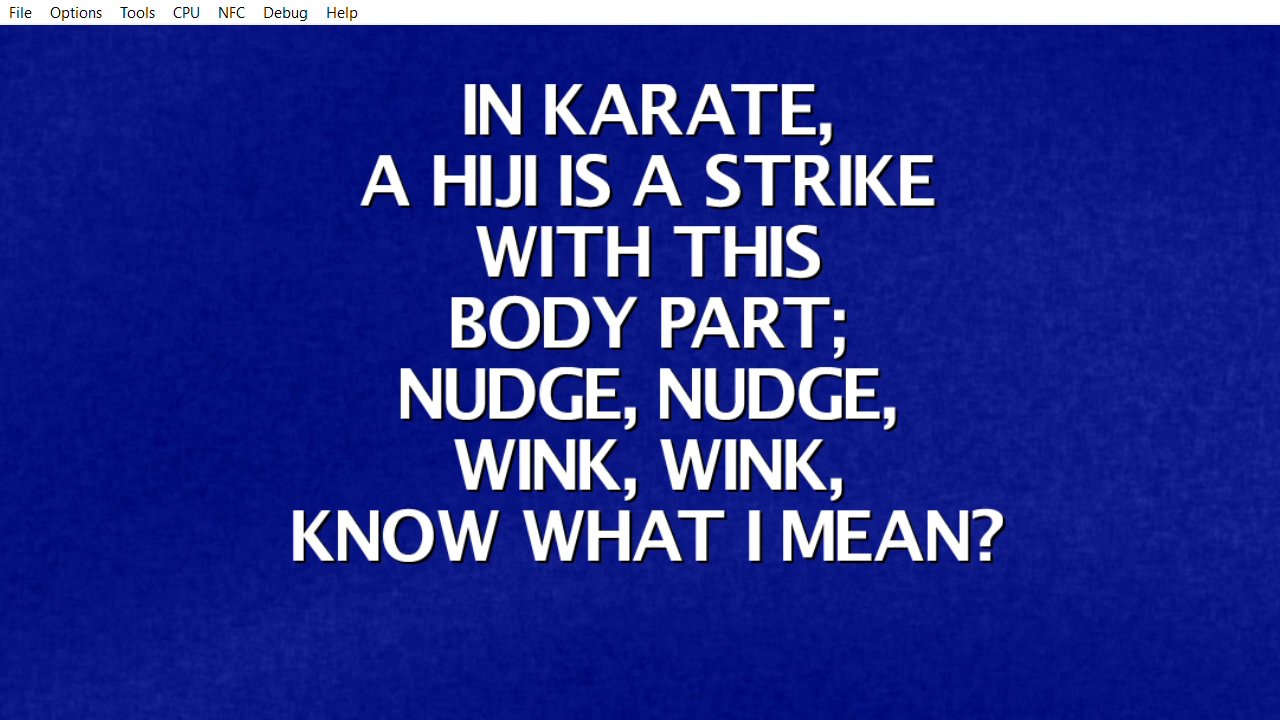 File Options Tools CPU NFC Debug Help
IN KARATE,
A HIJI IS A STRIKE
WITH THIS
BODY PART;
NUDGE, NUDGE,
WINK, WINK,
KNOW WHAT I MEAN?